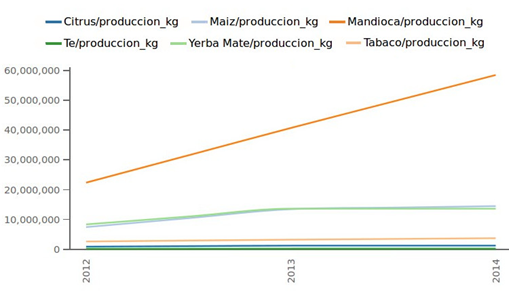 Citrus/produccion_kg Maiz/produccion_kg Mandioca/produccion_kg
Te/produccion_kg Yerba Mate/produccion_kg Tabaco/produccion_kg
60,000,000
50,000,000
40,000,000
30,000,000
20,000,000
10,000,000
0
2012 2013 2014